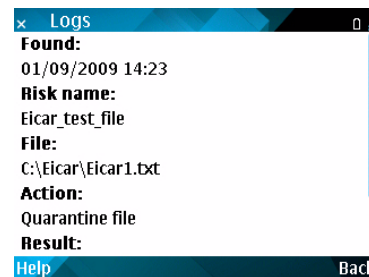 × Logs
Found:
01/09/2009 14:23
Risk name:
Eicar_test_file
File:
C:\Eicar\Eicar1.txt
Action:
Quarantine file
Result:
Help Back